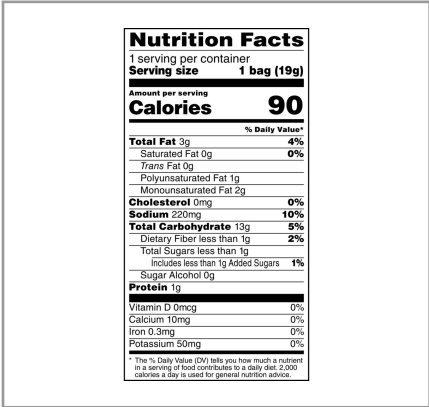 Nutrition Facts
1 serving per container
Serving size 1 bag (19g)
Amount per serving
Calories 90
% Daily Value*
Total Fat 3g 4%
Saturated Fat 0g 0%
Trans Fat 0g
Polyunsaturated Fat 1g
Monounsaturated Fat 2g
Cholesterol 0mg 0%
Sodium 220mg 10%
Total Carbohydrate 13g 5%
Dietary Fiber less than 1g 2%
Total Sugars less than 1g
Includes less than 1g Added Sugars 1%
Sugar Alcohol 0g
Protein 1g
Vitamin D 0mcg 0%
Calcium 10mg 0%
Iron 0.3mg 0%
Potassium 50mg 0%
* The % Daily Value (DV) tells you how much a nutrient
in a serving of food contributes to a daily diet. 2,000
calories a day is used for general nutrition advice.